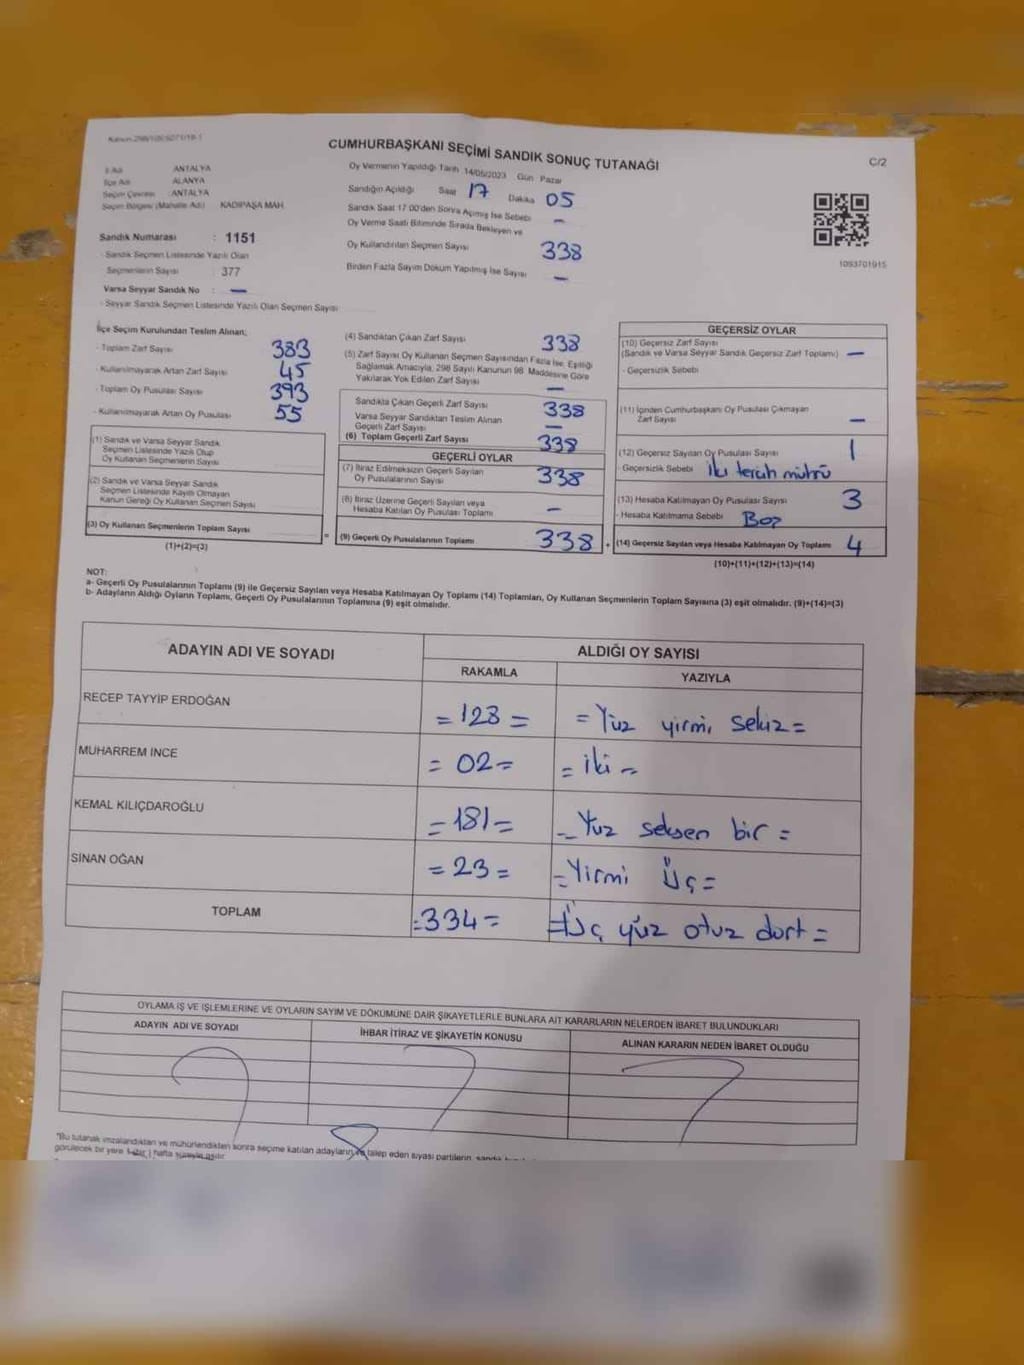 CUMHURBAŞKANI SEÇİMİ SANDIK SONUÇ TUTANAĞI
C/2
İl Adı ANTALYA
İlçe Adı ALANYA
Seçim Çevresi ANTALYA
Seçim Bölgesi (Mahalle Adı) KADIPAŞA MAH.
Sandık Numarası : 1151
- Sandık Seçmen Listesinde Yazılı Olan
Seçmenlerin Sayısı : 377
Varsa Seyyar Sandık No : –
- Seyyar Sandık Seçmen Listesinde Yazılı Olan Seçmen Sayısı
Oy Vermenin Yapıldığı Tarih 14/05/2023 Gün Pazar
Sandığın Açıldığı Saat 17 Dakika 05
Sandık Saat 17:00'den Sonra Açmış İse Sebebi –
Oy Verme Saati Bitiminde Sırada Bekleyen ve
Oy Kullandırılan Seçmen Sayısı 338
Birden Fazla Sayım Döküm Yapılmış İse Sayısı –
1093701915
İlçe Seçim Kurulundan Teslim Alınan;
- Toplam Zarf Sayısı 383
- Kullanılmayarak Artan Zarf Sayısı 45
- Toplam Oy Pusulası Sayısı 393
- Kullanılmayarak Artan Oy Pusulası 55
(1) Sandık ve Varsa Seyyar Sandık
Seçmen Listesinde Yazılı Olup
Oy Kullanan Seçmenlerin Sayısı
(2) Sandık ve Varsa Seyyar Sandık
Seçmen Listesinde Kayıtlı Olmayan
Kanun Gereği Oy Kullanan Seçmen Sayısı
(3) Oy Kullanan Seçmenlerin Toplam Sayısı
(1)+(2)=(3)
(4) Sandıktan Çıkan Zarf Sayısı 338
(5) Zarf Sayısı Oy Kullanan Seçmen Sayısından Fazla İse, Eşitliği
Sağlamak Amacıyla, 298 Sayılı Kanunun 98. Maddesine Göre
Yakılarak Yok Edilen Zarf Sayısı –
Sandıkta Çıkan Geçerli Zarf Sayısı 338
Varsa Seyyar Sandıktan Teslim Alınan
Geçerli Zarf Sayısı –
(6) Toplam Geçerli Zarf Sayısı 338
GEÇERLİ OYLAR
(7) İtiraz Edilmeksizin Geçerli Sayılan
Oy Pusulalarının Sayısı 338
(8) İtiraz Üzerine Geçerli Sayılan veya
Hesaba Katılan Oy Pusulası Toplamı –
= (9) Geçerli Oy Pusulalarının Toplamı 338 +
GEÇERSİZ OYLAR
(10) Geçersiz Zarf Sayısı
(Sandık ve Varsa Seyyar Sandık Geçersiz Zarf Toplamı) –
- Geçersizlik Sebebi
(11) İçinden Cumhurbaşkanı Oy Pusulası Çıkmayan
Zarf Sayısı –
(12) Geçersiz Sayılan Oy Pusulası Sayısı 1
- Geçersizlik Sebebi İki tercih mührü
(13) Hesaba Katılmayan Oy Pusulası Sayısı 3
- Hesaba Katılmama Sebebi Boş
(14) Geçersiz Sayılan veya Hesaba Katılmayan Oy Toplamı 4
(10)+(11)+(12)+(13)=(14)
NOT:
a- Geçerli Oy Pusulalarının Toplamı (9) ile Geçersiz Sayılan veya Hesaba Katılmayan Oy Toplamı (14) Toplamları, Oy Kullanan Seçmenlerin Toplam Sayısına (3) eşit olmalıdır. (9)+(14)=(3)
b- Adayların Aldığı Oyların Toplamı, Geçerli Oy Pusulalarının Toplamına (9) eşit olmalıdır.
ADAYIN ADI VE SOYADI ALDIĞI OY SAYISI
RAKAMLA YAZIYLA
RECEP TAYYİP ERDOĞAN =128= =Yüz yirmi sekiz=
MUHARREM İNCE =02= =İki=
KEMAL KILIÇDAROĞLU =181= =Yüz seksen bir=
SİNAN OĞAN =23= =Yirmi Üç=
TOPLAM =334= =Üç yüz otuz dört=
OYLAMA İŞ VE İŞLEMLERİNE VE OYLARIN SAYIM VE DÖKÜMÜNE DAİR ŞİKAYETLERLE BUNLARA AİT KARARLARIN NELERDEN İBARET BULUNDUKLARI
ADAYIN ADI VE SOYADI İHBAR İTİRAZ VE ŞİKAYETİN KONUSU ALINAN KARARIN NEDEN İBARET OLDUĞU
*Bu tutanak imzalandıktan ve mühürlendikten sonra seçime katılan adayların ve talep eden siyasi partilerin,
görülecek bir yere 1 (bir) hafta süreyle asılır.